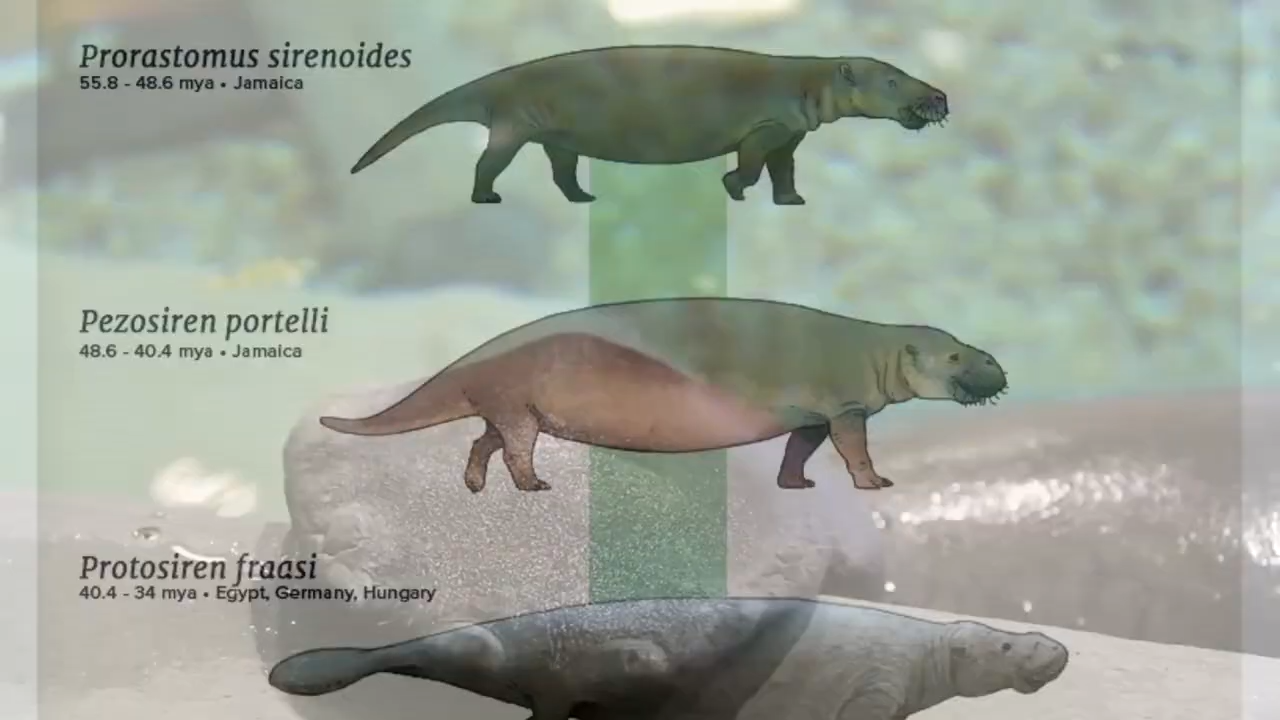 Prorastomus sirenoides
55.8 - 48.6 mya • Jamaica
Pezosiren portelli
48.6 - 40.4 mya • Jamaica
Protosiren fraasi
40.4 - 34 mya • Egypt, Germany, Hungary